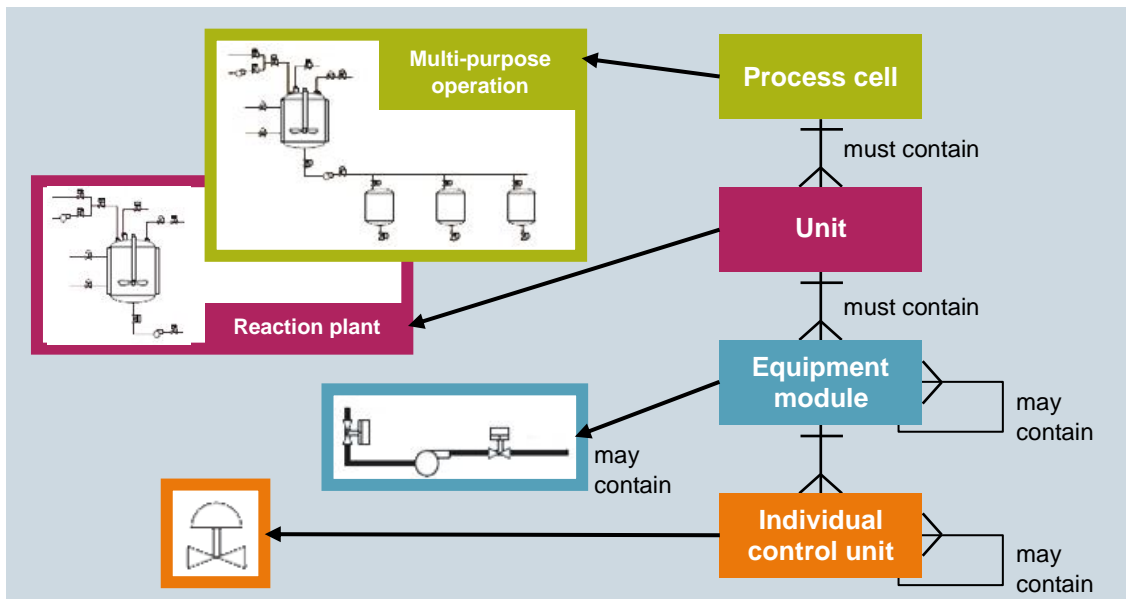 Multi-purpose
operation
Process cell
must contain
Unit
Reaction plant
must contain
Equipment
module
may
contain
may
contain
Individual
control unit
may
contain